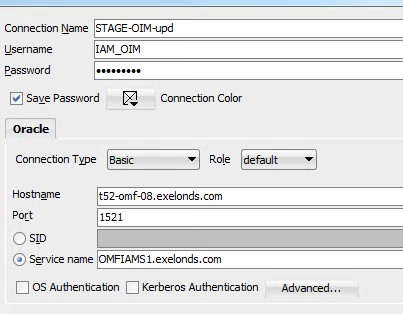 Connection Name STAGE-OIM-upd
Username IAM_OIM
Password •••••••••
Save Password Connection Color
Oracle
Connection Type Basic Role default
Hostname t52-omf-08.exelonds.com
Port 1521
SID
Service name OMFIAMS1.exelonds.com
OS Authentication Kerberos Authentication Advanced...